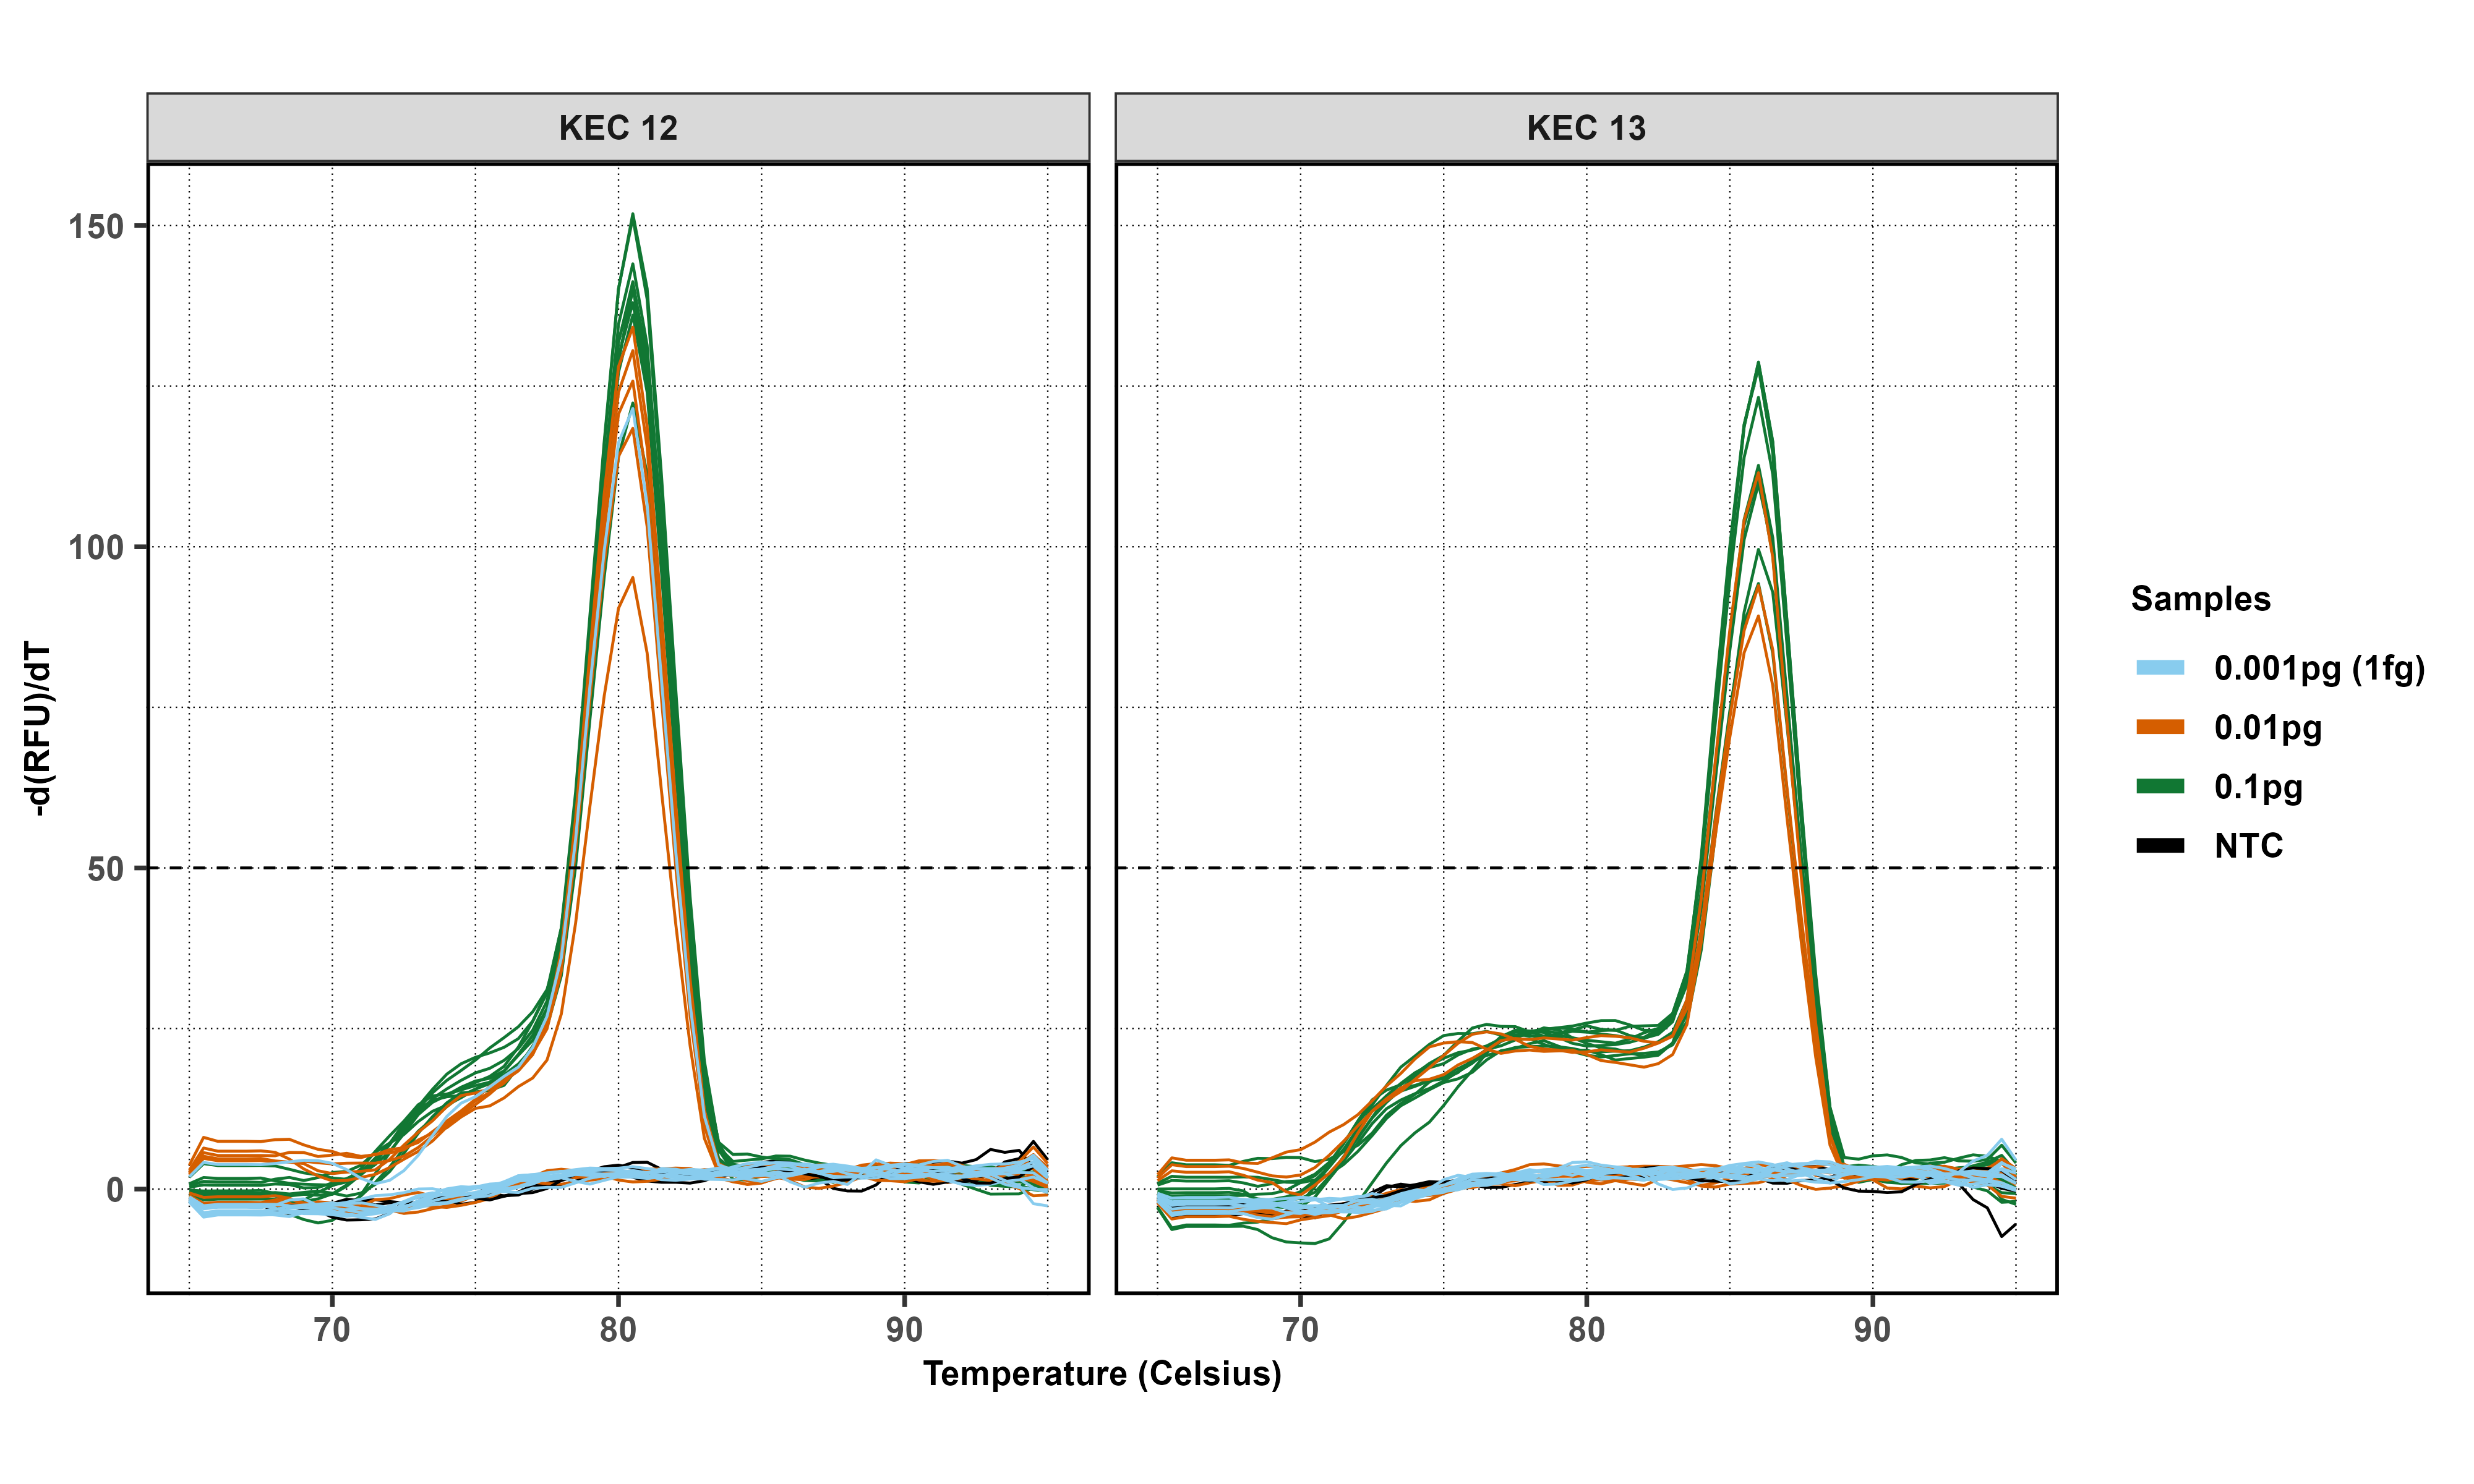 KEC 12
KEC 13
150
100
50
0
-d(RFU)/dT
70
80
90
70
80
90
Temperature (Celsius)
Samples
0.001pg (1fg)
0.01pg
0.1pg
NTC